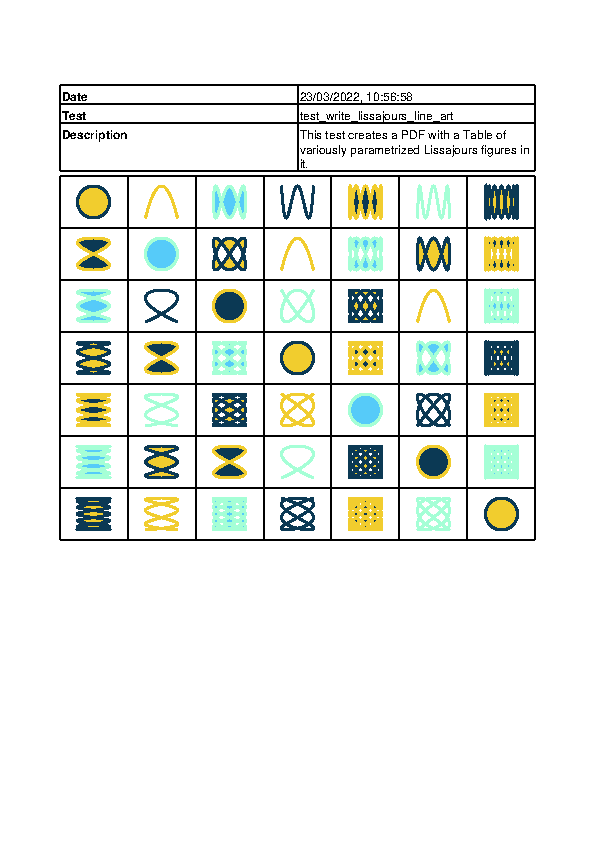 Date 23/03/2022, 10:56:58
Test test_write_lissajours_line_art
Description This test creates a PDF with a Table of
variously parametrized Lissajours figures in
it.